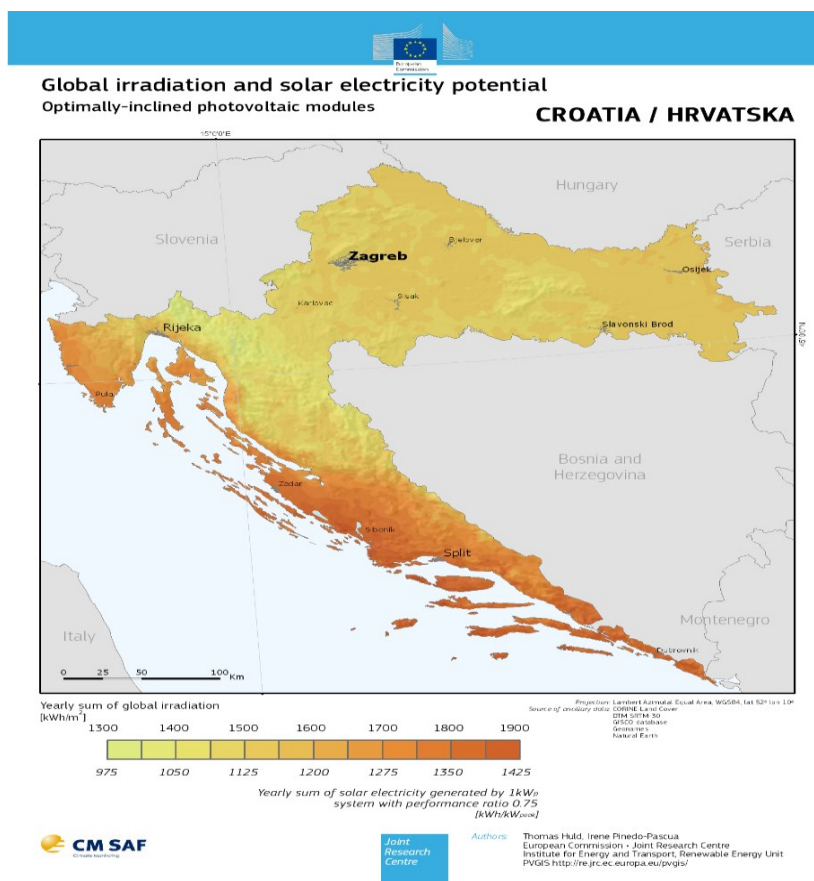 European
Commission
Global irradiation and solar electricity potential
Optimally-inclined photovoltaic modules
CROATIA / HRVATSKA
15°0'0"E
Hungary
Slovenia
Serbia
Bjelovar
Zagreb
Osijek
Karlovac
Sisak
Rijeka
Slavonski Brod
45°0'N
Pula
Bosnia and
Herzegovina
Zadar
Sibenik
Split
Montenegro
Italy
Dubrovnik
0 25 50 100 Km
Yearly sum of global irradiation
[kWh/m²]
1300 1400 1500 1600 1700 1800 1900
975 1050 1125 1200 1275 1350 1425
Yearly sum of solar electricity generated by 1kWp
system with performance ratio 0.75
[kWh/kWpeak]
Projection: Lambert Azimutal Equal Area, WGS84, lat 52° lon 10°
Source of ancillary data: CORINE Land Cover
DTM SRTM 30
GISCO database
Geonames
Natural Earth
CM SAF
Climate Monitoring
Joint
Research
Centre
Authors: Thomas Huld, Irene Pinedo-Pascua
European Commission - Joint Research Centre
Institute for Energy and Transport, Renewable Energy Unit
PVGIS http://re.jrc.ec.europa.eu/pvgis/